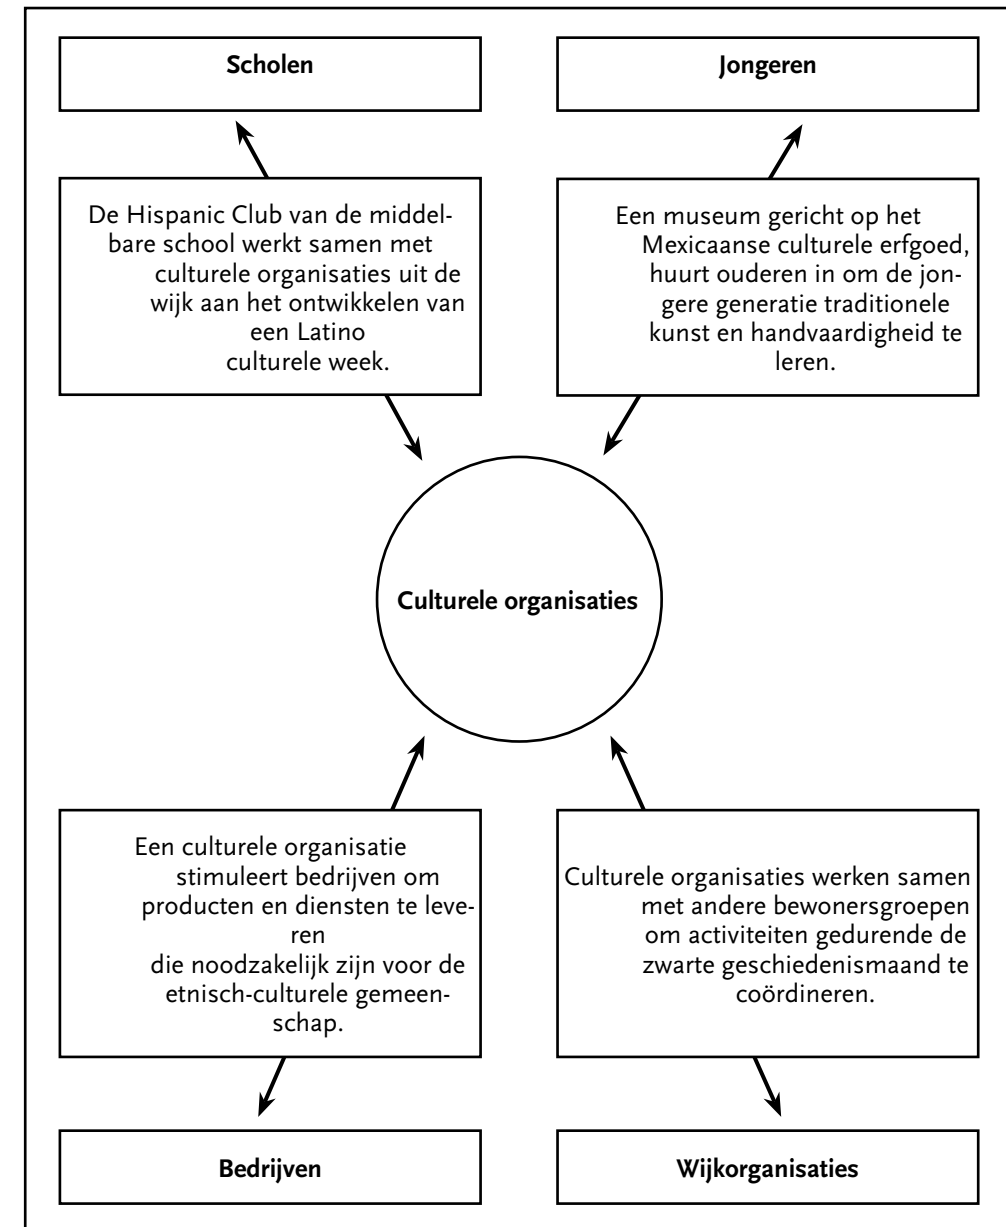 Scholen
Jongeren
De Hispanic Club van de middel-
bare school werkt samen met
culturele organisaties uit de
wijk aan het ontwikkelen van
een Latino
culturele week.
Een museum gericht op het
Mexicaanse culturele erfgoed,
huurt ouderen in om de jon-
gere generatie traditionele
kunst en handvaardigheid te
leren.
Culturele organisaties
Een culturele organisatie
stimuleert bedrijven om
producten en diensten te leve-
ren
die noodzakelijk zijn voor de
etnisch-culturele gemeen-
schap.
Culturele organisaties werken samen
met andere bewonersgroepen
om activiteiten gedurende de
zwarte geschiedenismaand te
coördineren.
Bedrijven
Wijkorganisaties